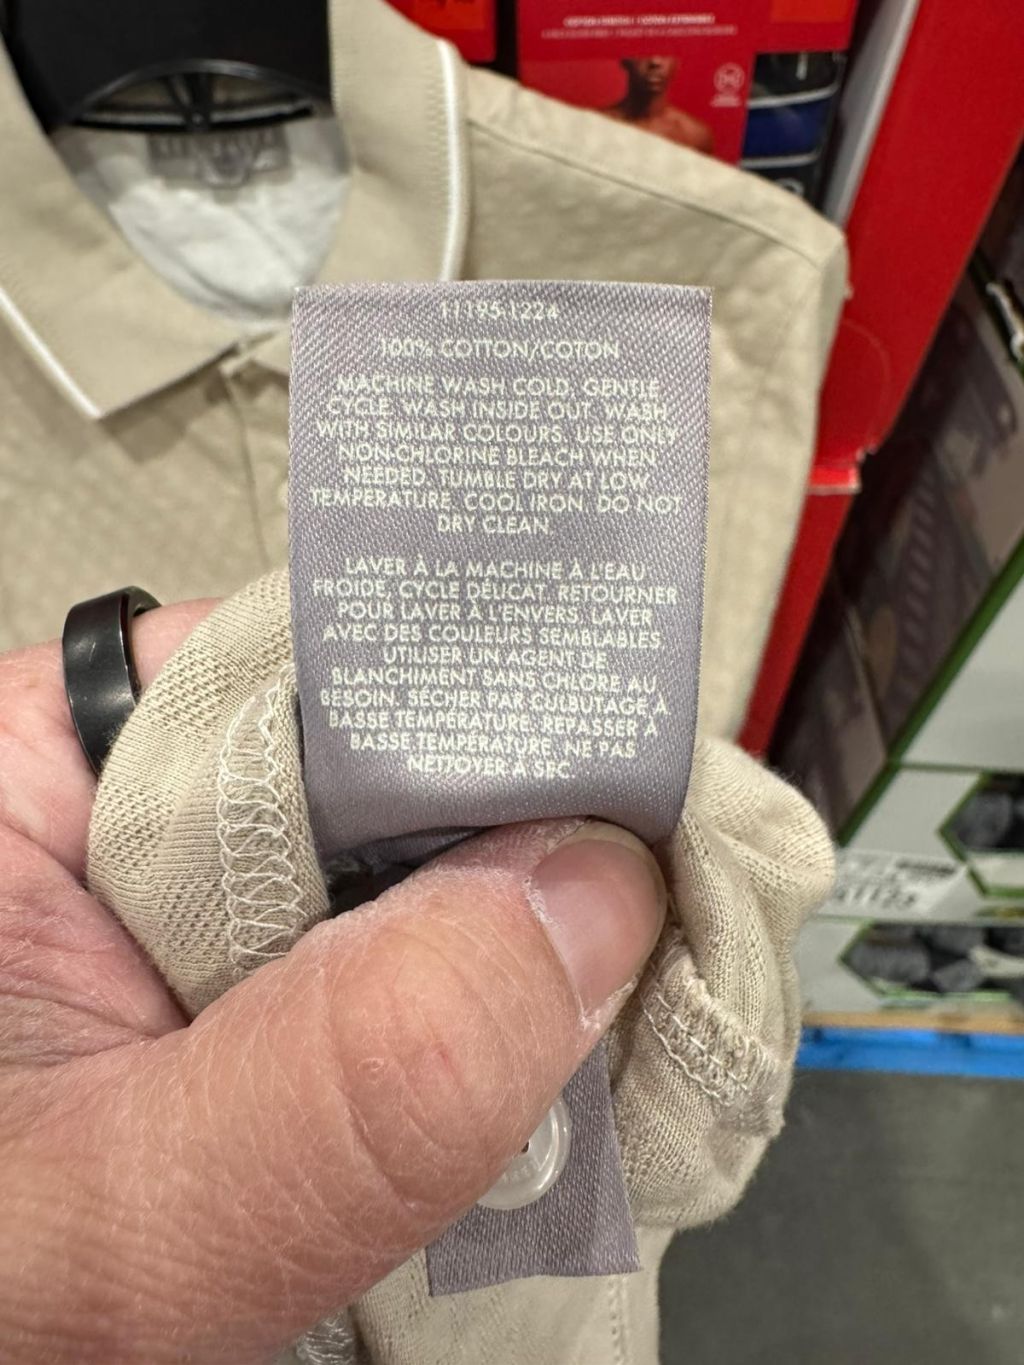 11195-1224
100% COTTON/COTON
MACHINE WASH COLD, GENTLE
CYCLE. WASH INSIDE OUT. WASH
WITH SIMILAR COLOURS. USE ONLY
NON-CHLORINE BLEACH WHEN
NEEDED. TUMBLE DRY AT LOW
TEMPERATURE. COOL IRON. DO NOT
DRY CLEAN.
LAVER À LA MACHINE À L'EAU
FROIDE, CYCLE DÉLICAT. RETOURNER
POUR LAVER À L'ENVERS. LAVER
AVEC DES COULEURS SEMBLABLES.
UTILISER UN AGENT DE
BLANCHIMENT SANS CHLORE AU
BESOIN. SÉCHER PAR CULBUTAGE À
BASSE TEMPÉRATURE. REPASSER À
BASSE TEMPÉRATURE. NE PAS
NETTOYER À SEC.